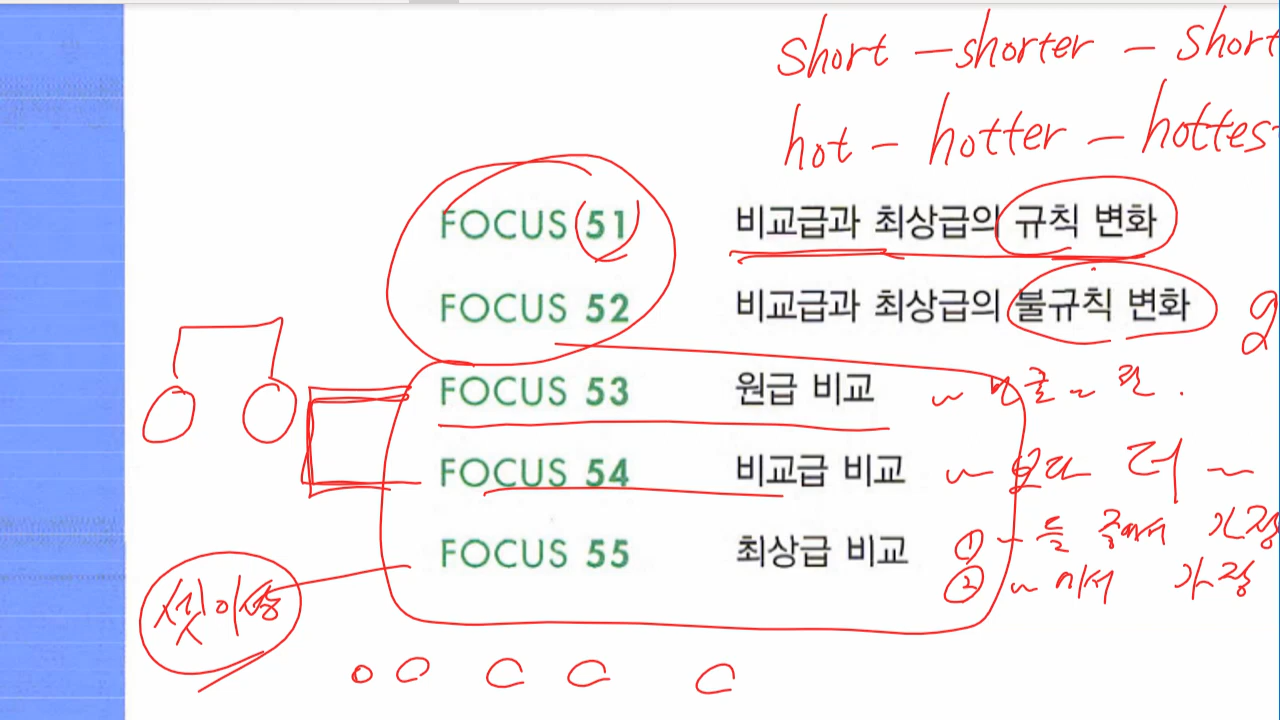 short – shorter – short
hot – hotter – hottes
FOCUS 51 비교급과 최상급의 규칙 변화
FOCUS 52 비교급과 최상급의 불규칙 변화
FOCUS 53 원급 비교 ~ 만큼 ~ 한.
FOCUS 54 비교급 비교 ~ 보다 더 ~
FOCUS 55 최상급 비교 ① ~ 들 중에서 가장
② ~ 에서 가장
셋 이상